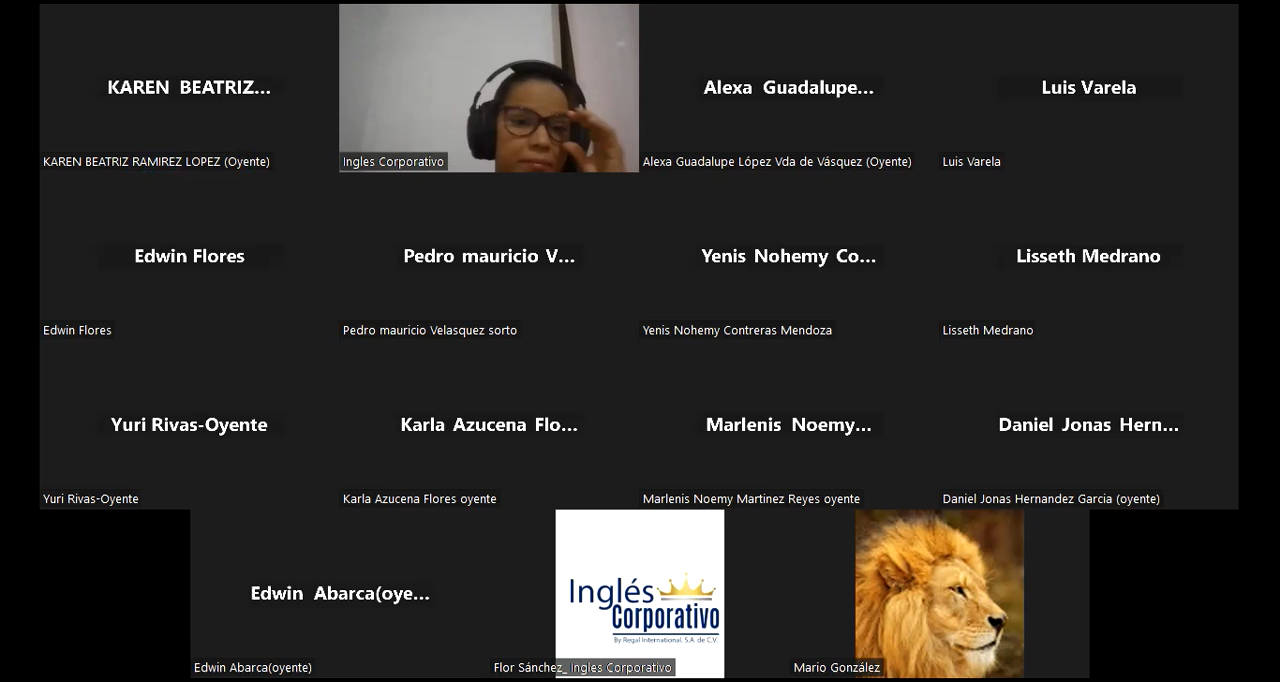 KAREN BEATRIZ...
KAREN BEATRIZ RAMIREZ LOPEZ (Oyente)
Ingles Corporativo
Alexa Guadalupe...
Alexa Guadalupe López Vda de Vásquez (Oyente)
Luis Varela
Luis Varela
Edwin Flores
Edwin Flores
Pedro mauricio V...
Pedro mauricio Velasquez sorto
Yenis Nohemy Co...
Yenis Nohemy Contreras Mendoza
Lisseth Medrano
Lisseth Medrano
Yuri Rivas-Oyente
Yuri Rivas-Oyente
Karla Azucena Flo...
Karla Azucena Flores oyente
Marlenis Noemy...
Marlenis Noemy Martinez Reyes oyente
Daniel Jonas Hern...
Daniel Jonas Hernandez Garcia (oyente)
Edwin Abarca(oye...
Edwin Abarca(oyente)
Inglés
Corporativo
By Regal International, S.A. de C.V.
Flor Sánchez_ Ingles Corporativo
Mario González